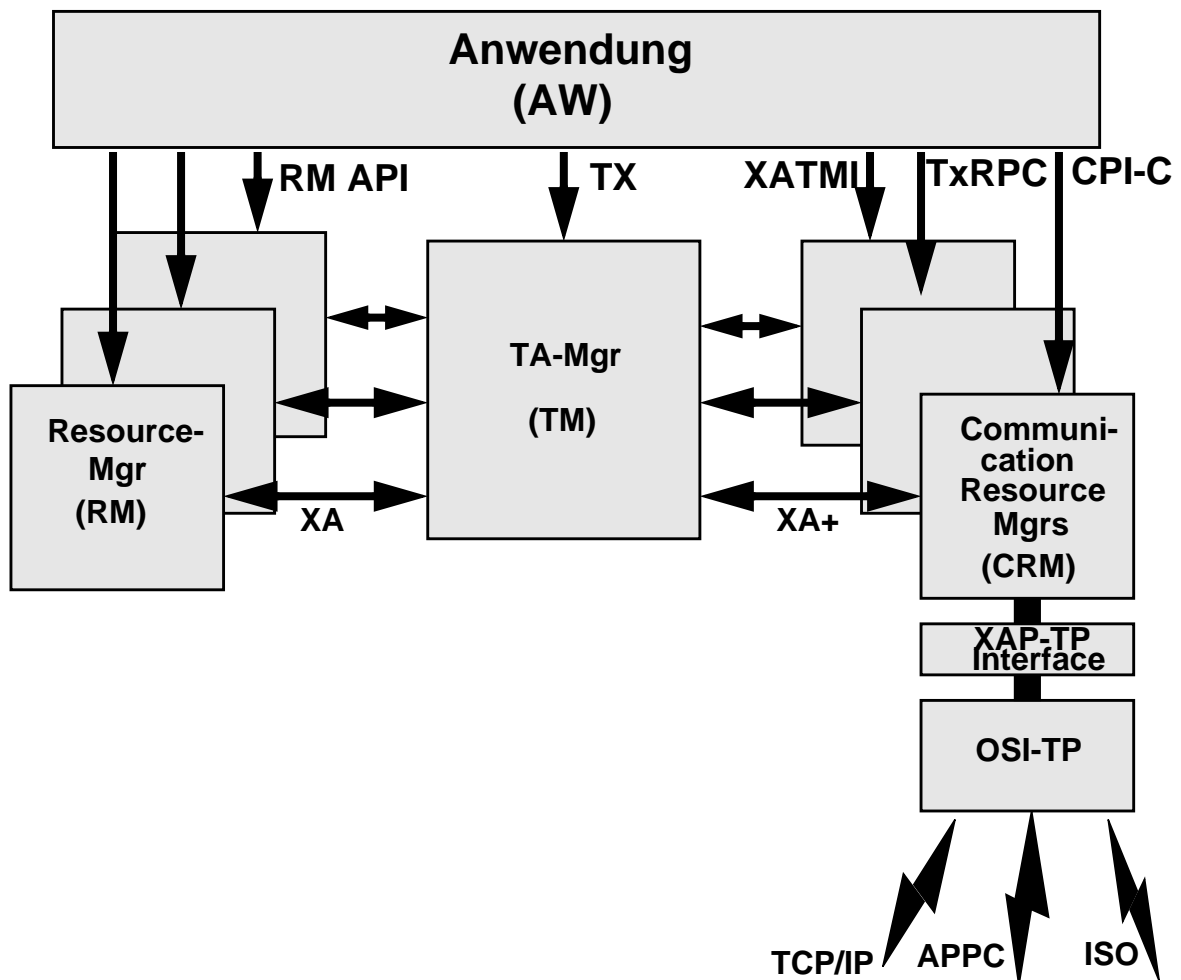 Anwendung
(AW)
RM API
TX
XATMI
TxRPC
CPI-C
TA-Mgr
(TM)
Resource-
Mgr
(RM)
XA
XA+
Communi-
cation
Resource
Mgrs
(CRM)
XAP-TP
Interface
OSI-TP
TCP/IP
APPC
ISO